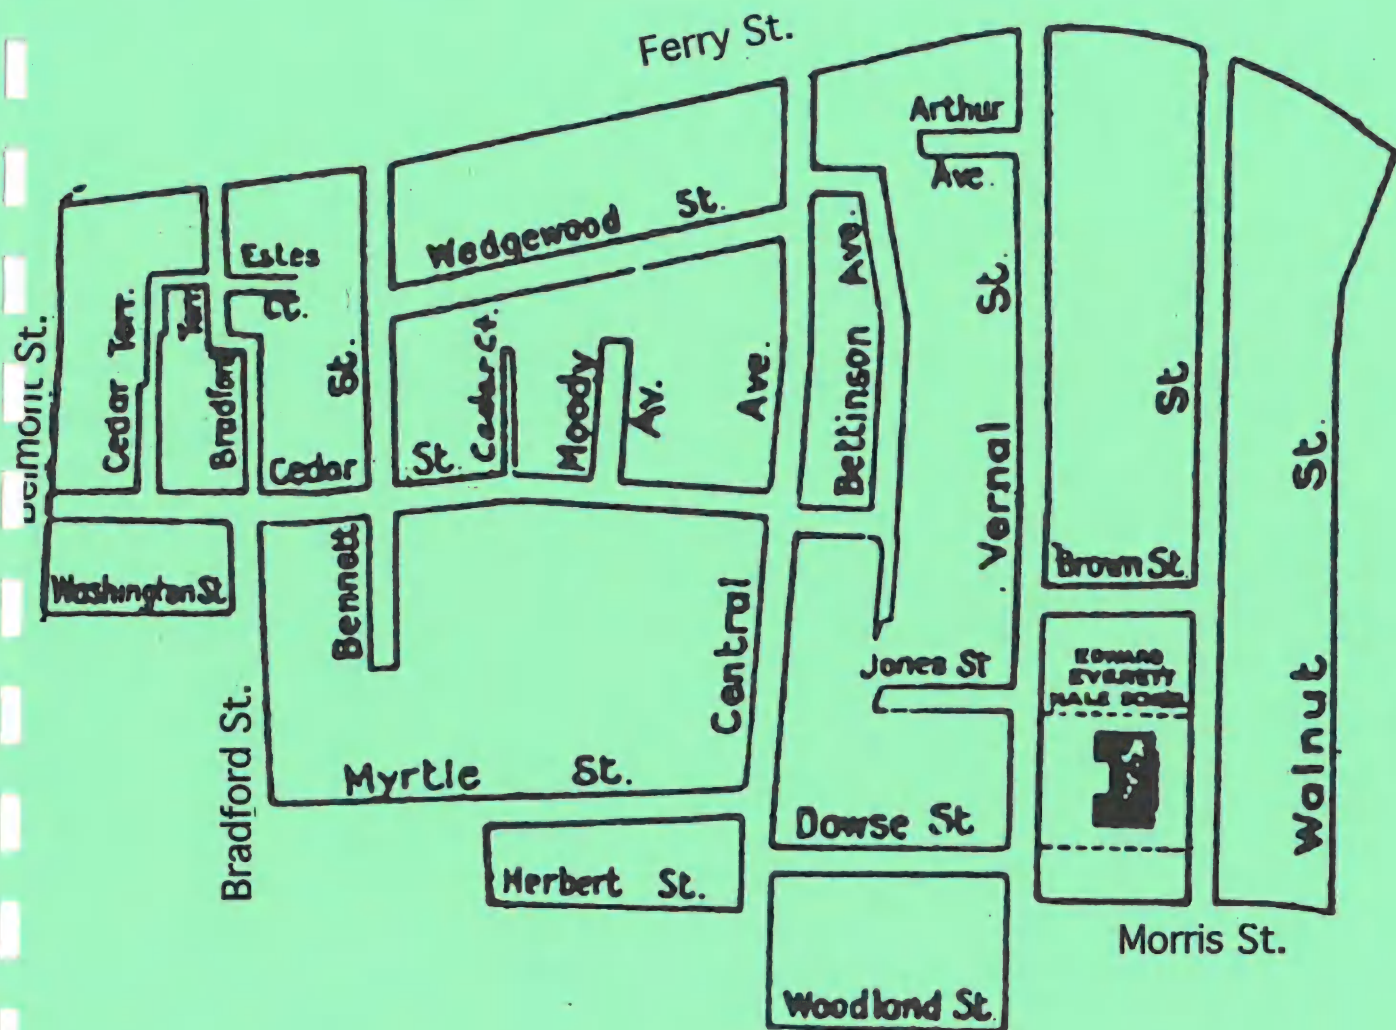 Ferry St.
Arthur
Ave.
Wedgewood St.
Estes
Ct.
Cedar Terr.
Terr.
Bradford
Cedar St.
St.
Cedar Ct.
Moody
Av.
Ave.
Bettinson Ave.
Vernal St.
St
Belmont St.
Washington St
Bennett
Central
Brown St.
Jones St
EDWARD
EVERETT
HALE
Walnut St.
Bradford St.
Myrtle St.
Dowse St
Herbert St.
Morris St.
Woodland St.